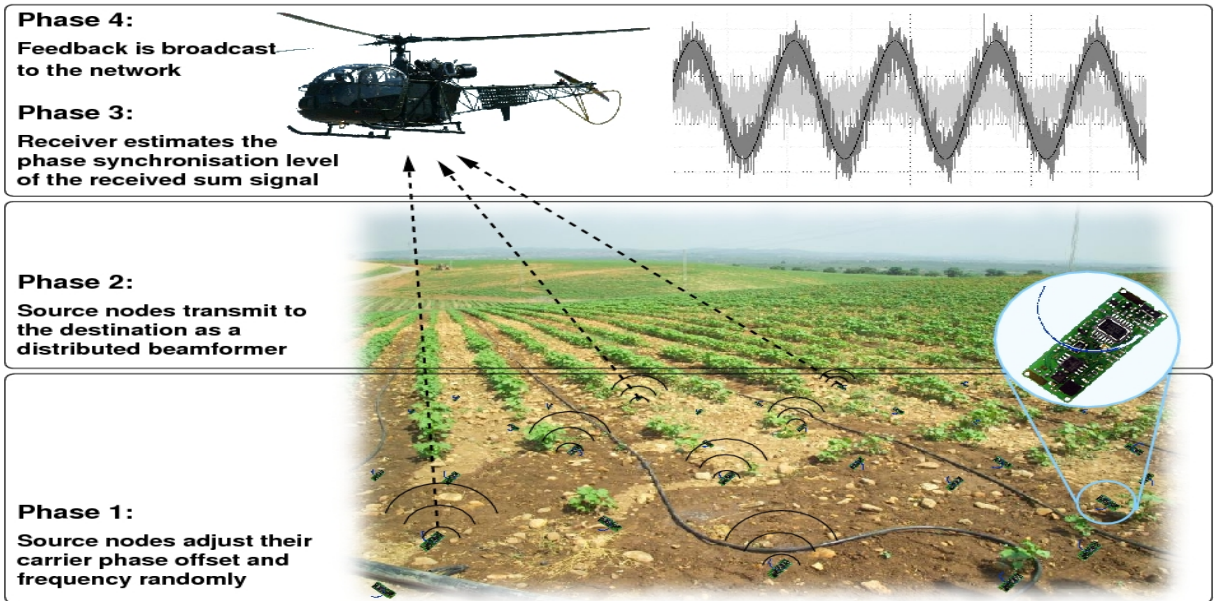 Phase 4:
Feedback is broadcast
to the network
Phase 3:
Receiver estimates the
phase synchronisation level
of the received sum signal
Phase 2:
Source nodes transmit to
the destination as a
distributed beamformer
Phase 1:
Source nodes adjust their
carrier phase offset and
frequency randomly